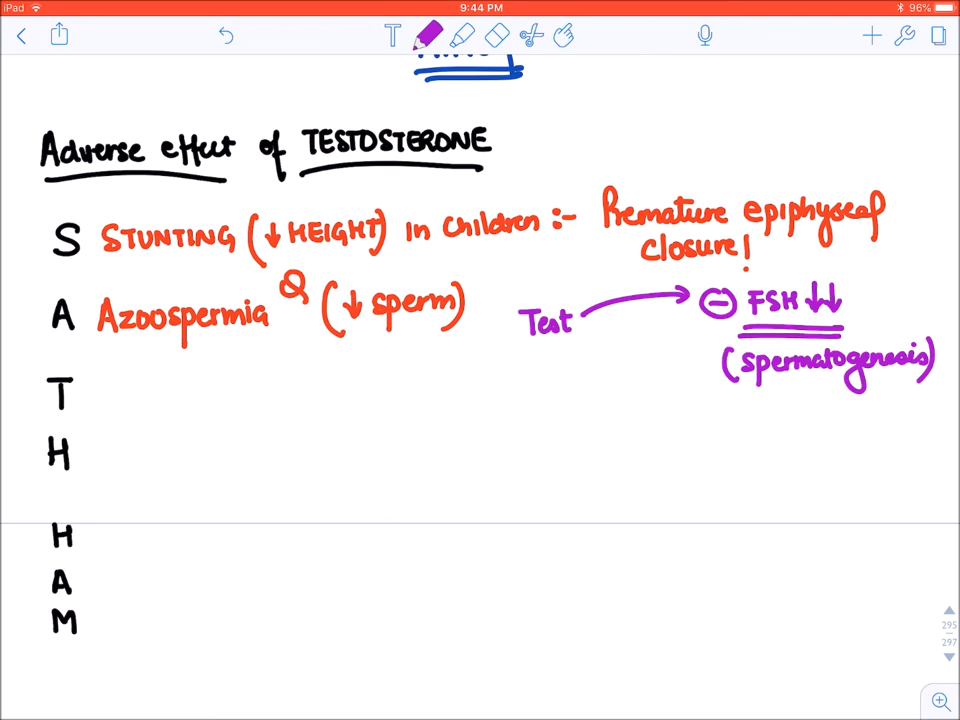 iPad 9:44 PM 96%
T
Adverse effect of TESTOSTERONE
S STUNTING (↓ HEIGHT) in children :- Premature epiphyseal closure!
A Azoospermia Q (↓ sperm) Test → ⊖ FSH ↓↓
(spermatogenesis)
T
H
H
A
M
295
297